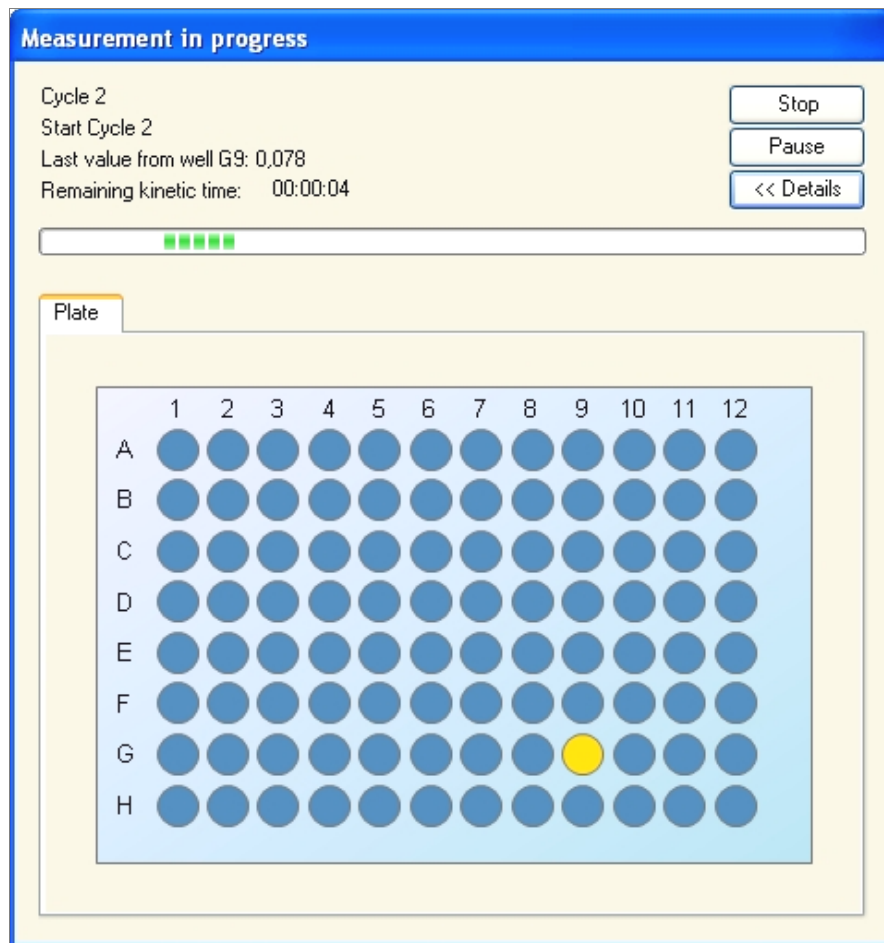 Measurement in progress
Cycle 2
Start Cycle 2
Last value from well G9: 0,078
Remaining kinetic time: 00:00:04
Stop
Pause
<< Details
Plate
1 2 3 4 5 6 7 8 9 10 11 12
A
B
C
D
E
F
G
H